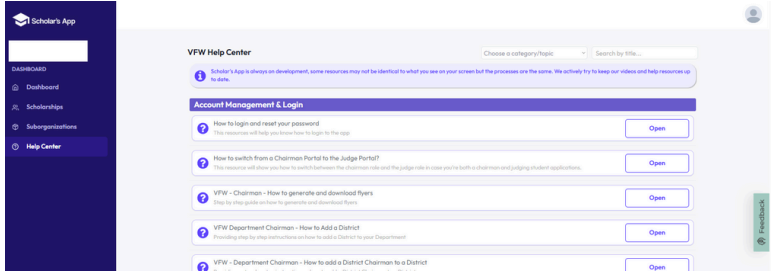 Scholar's App
DASHBOARD
Dashboard
Scholarships
Suborganizations
Help Center
VFW Help Center
Choose a category/topic
Search by title...
Scholar's App is always on development, some resources may not be identical to what you see on your screen but the processes are the same. We actively try to keep our videos and help resources up
to date.
Account Management & Login
How to login and reset your password
This resources will help you know how to login to the app
Open
How to switch from a Chairman Portal to the Judge Portal?
This resource will show you how to switch between the chairman role and the judge role in case you're both a chairman and judging student applications.
Open
VFW - Chairman - How to generate and download flyers
Step by step guide on how to generate and download flyers
Open
VFW Department Chairman - How to Add a District
Providing step by step instructions on how to add a District to your Department
Open
VFW - Department Chairman - How to add a District Chairman to a District
Open
Feedback